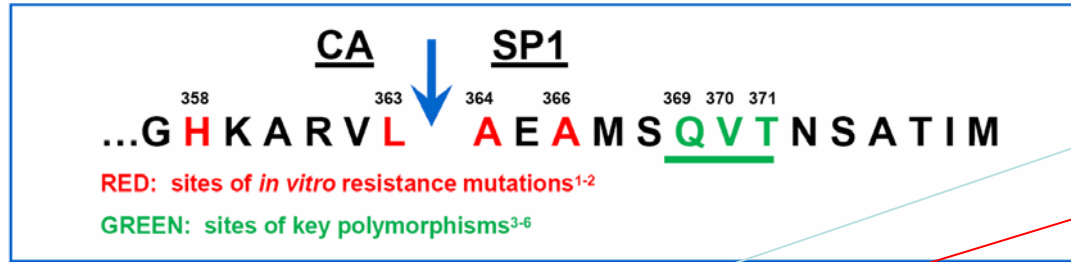 CA SP1
358 363 364 366 369 370 371
...G H K A R V L A E A M S Q V T N S A T I M
RED: sites of in vitro resistance mutations1-2
GREEN: sites of key polymorphisms3-6